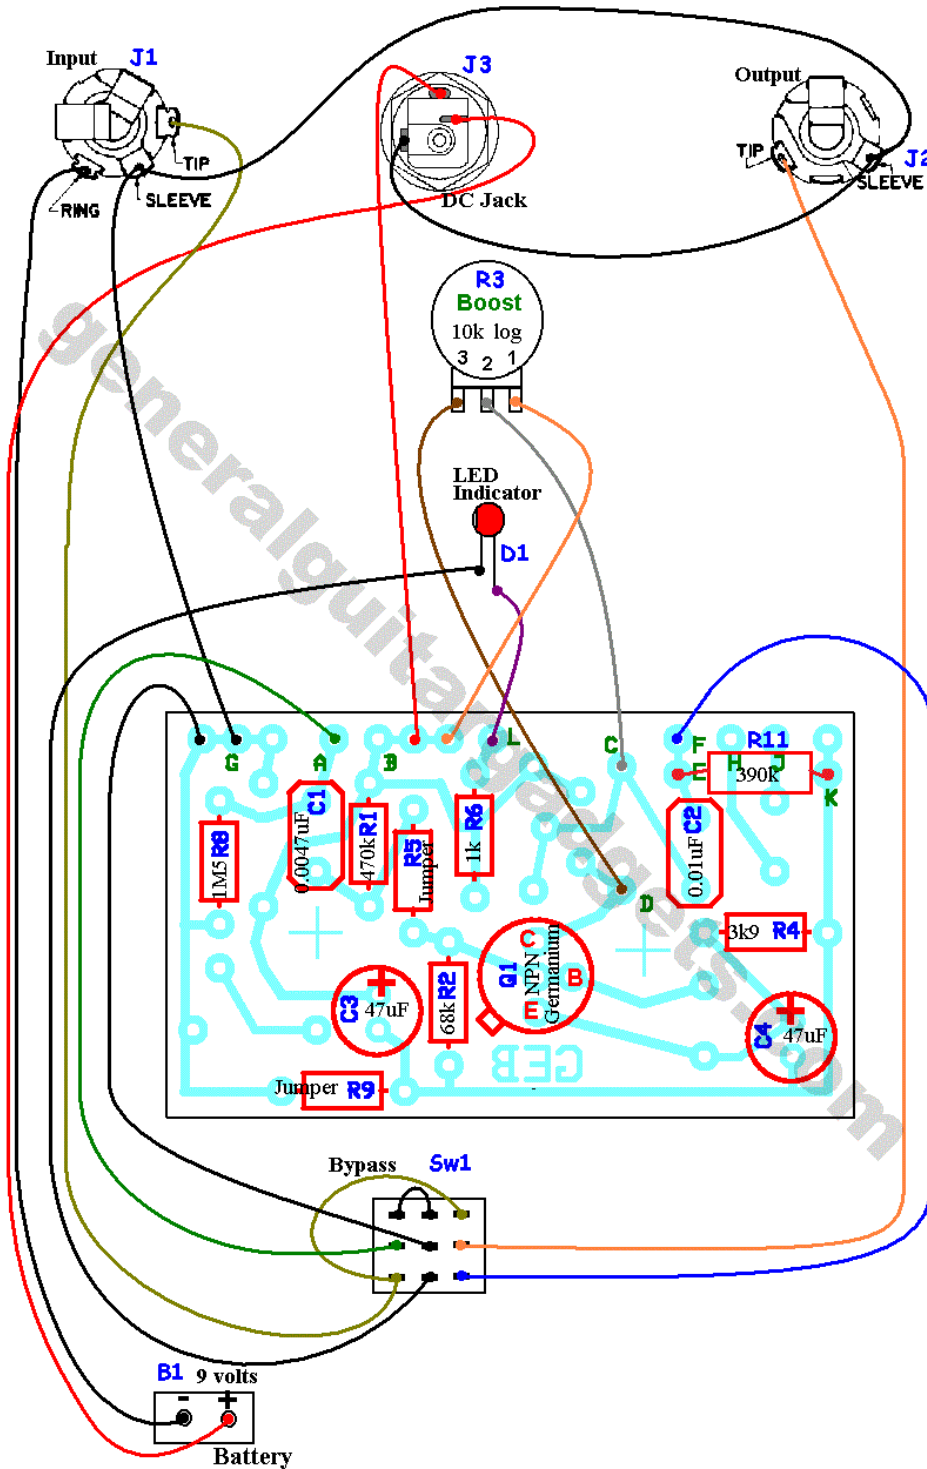 Input
J1
J3
Output
TIP
SLEEVE
RING
DC Jack
TIP
J2
SLEEVE
R3
Boost
10k log
3 2 1
LED
Indicator
D1
generalguitargadgets.com
G
A
B
L
C
F
R11
E
H
J
390k
K
R8
1M5
C1
0.0047uF
R1
470k
R5
Jumper
R6
1k
C2
0.01uF
D
3k9 R4
C
Q1
NPN
Germanium
B
E
C3
47uF
R2
68k
C4
47uF
GEB
Jumper R9
Bypass
Sw1
B1 9 volts
- +
Battery